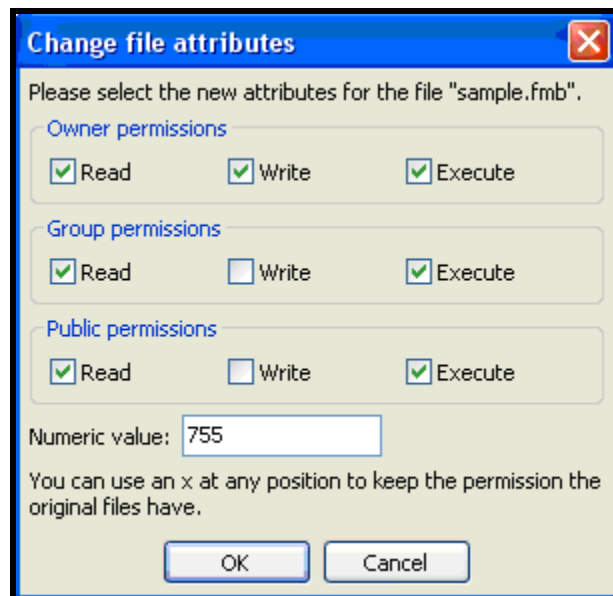 Change file attributes
Please select the new attributes for the file "sample.fmb".
Owner permissions
Read Write Execute
Group permissions
Read Write Execute
Public permissions
Read Write Execute
Numeric value: 755
You can use an x at any position to keep the permission the
original files have.
OK Cancel